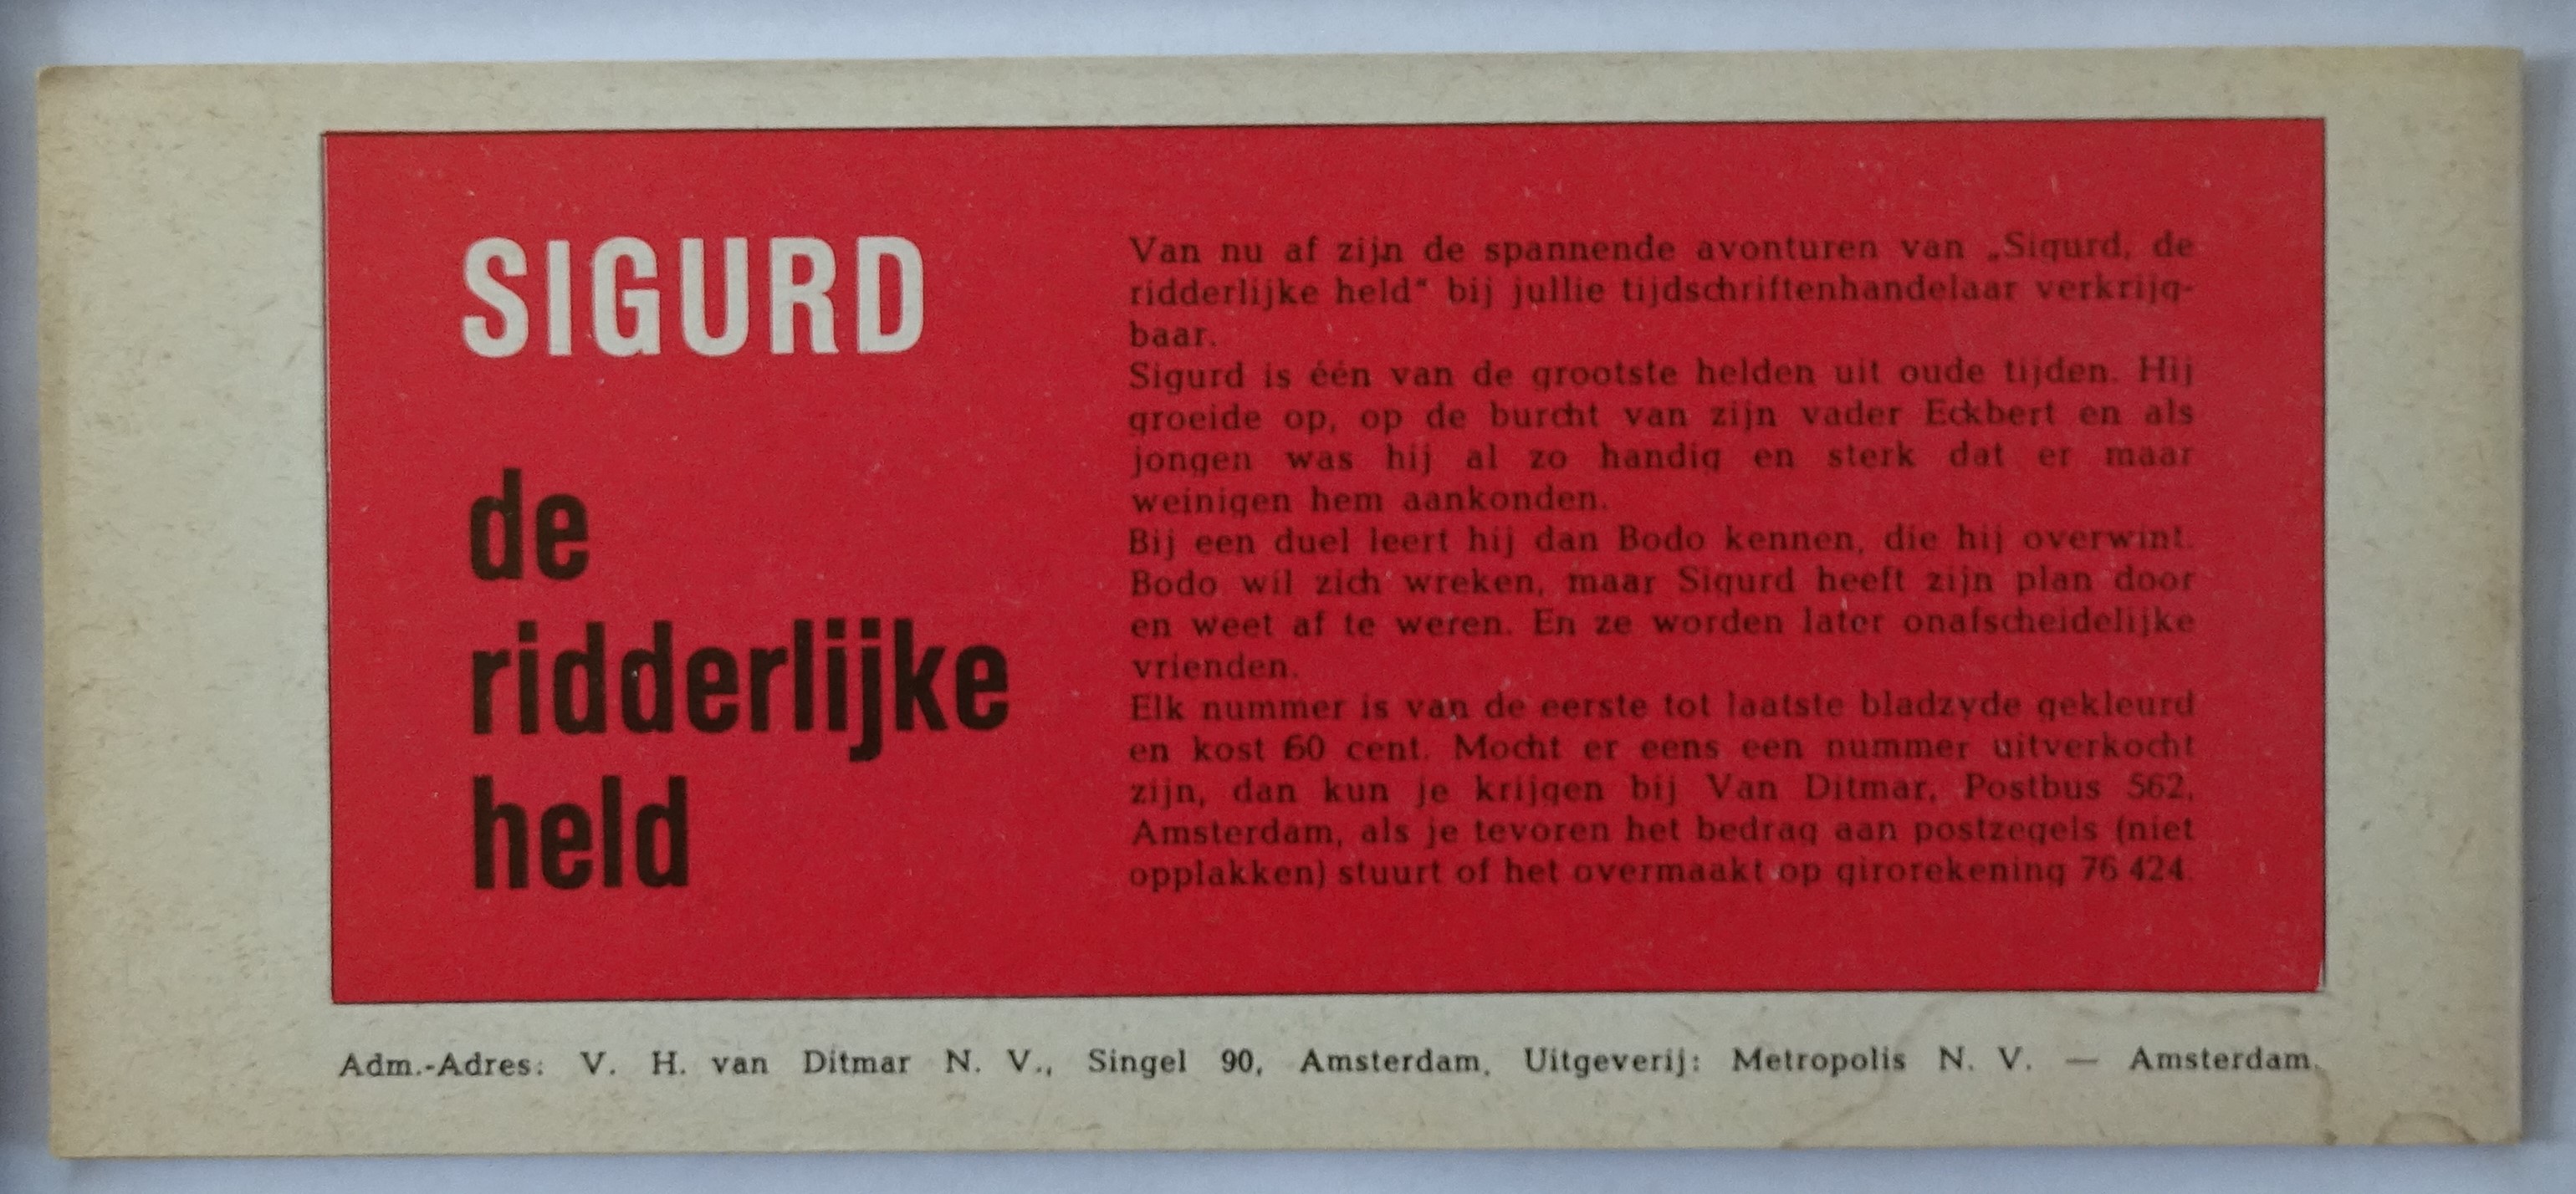 SIGURD
de
ridderlijke
held
Van nu af zijn de spannende avonturen van „Sigurd, de
ridderlijke held“ bij jullie tijdschriftenhandelaar verkrijg-
baar.
Sigurd is één van de grootste helden uit oude tijden. Hij
groeide op, op de burcht van zijn vader Eckbert en als
jongen was hij al zo handig en sterk dat er maar
weinigen hem aankonden.
Bij een duel leert hij dan Bodo kennen, die hij overwint.
Bodo wil zich wreken, maar Sigurd heeft zijn plan door
en weet af te weren. En ze worden later onafscheidelijke
vrienden.
Elk nummer is van de eerste tot laatste bladzyde gekleurd
en kost 60 cent. Mocht er eens een nummer uitverkocht
zijn, dan kun je krijgen bij Van Ditmar, Postbus 562,
Amsterdam, als je tevoren het bedrag aan postzegels (niet
opplakken) stuurt of het overmaakt op girorekening 76 424.
Adm.-Adres: V. H. van Ditmar N. V., Singel 90, Amsterdam, Uitgeverij: Metropolis N. V. — Amsterdam.